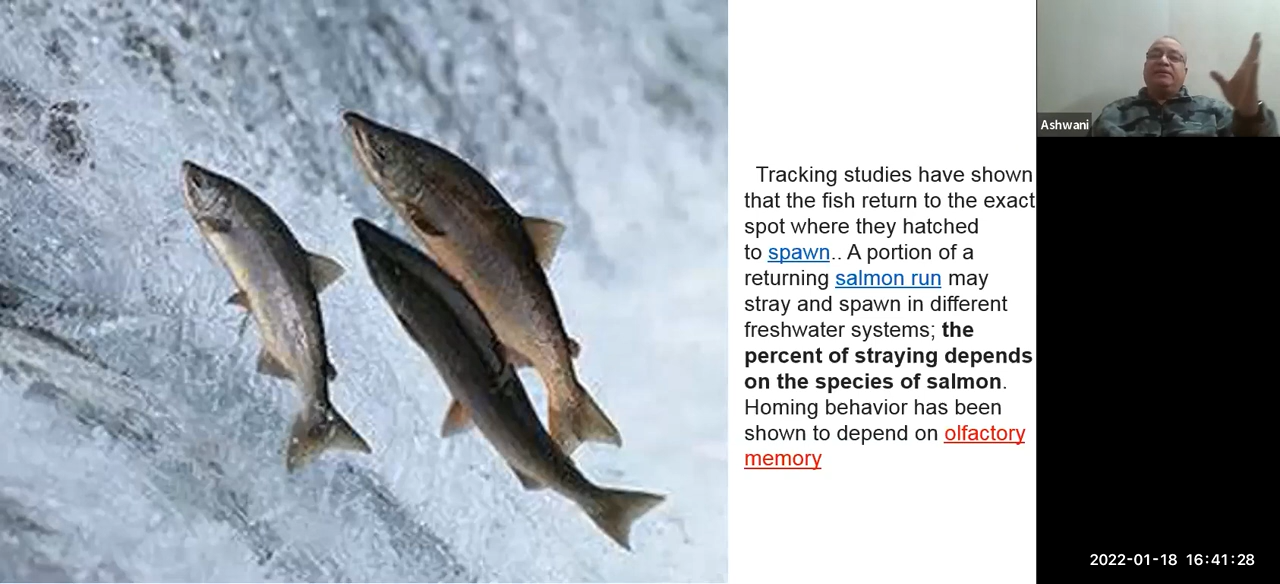 Tracking studies have shown
that the fish return to the exact
spot where they hatched
to spawn.. A portion of a
returning salmon run may
stray and spawn in different
freshwater systems; the
percent of straying depends
on the species of salmon.
Homing behavior has been
shown to depend on olfactory
memory
Ashwani
2022-01-18 16:41:28